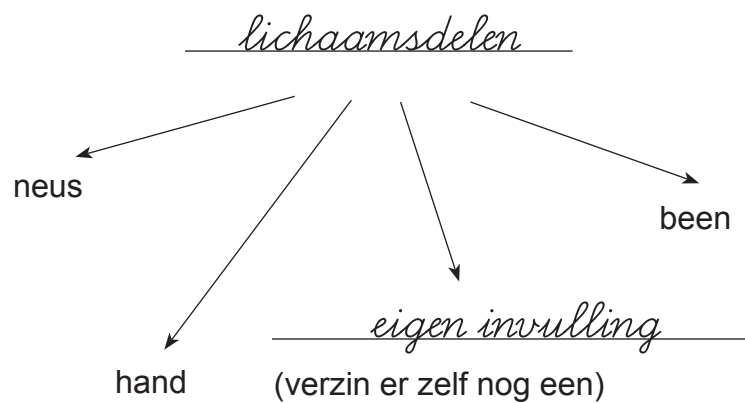 lichaamsdelen
neus
been
eigen invulling
hand
(verzin er zelf nog een)